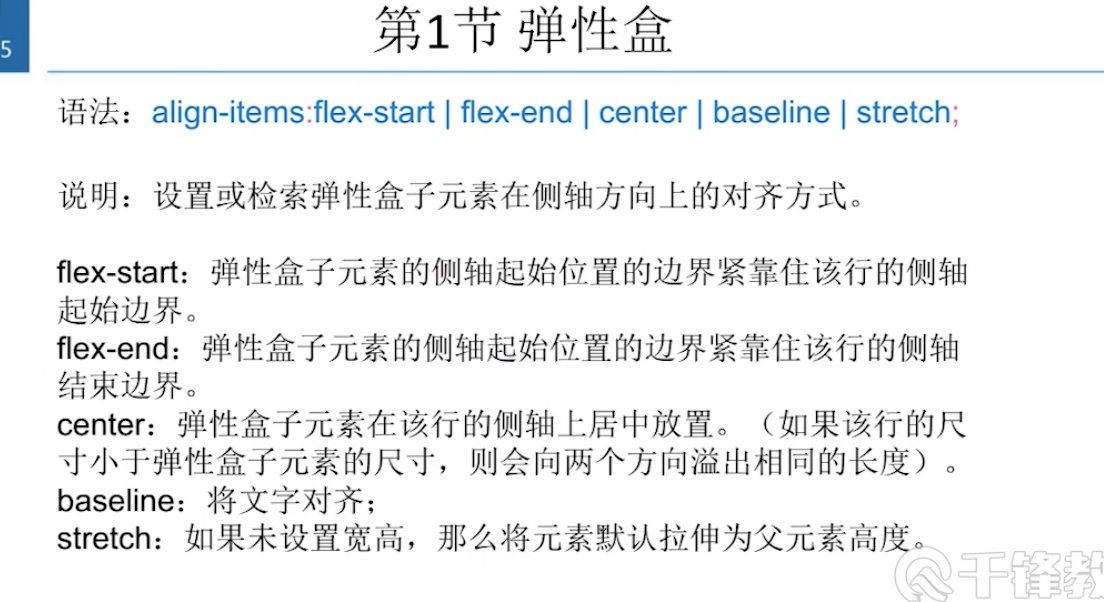 5
第1节 弹性盒
语法：align-items:flex-start | flex-end | center | baseline | stretch;
说明：设置或检索弹性盒子元素在侧轴方向上的对齐方式。
flex-start：弹性盒子元素的侧轴起始位置的边界紧靠住该行的侧轴
起始边界。
flex-end：弹性盒子元素的侧轴起始位置的边界紧靠住该行的侧轴
结束边界。
center：弹性盒子元素在该行的侧轴上居中放置。（如果该行的尺
寸小于弹性盒子元素的尺寸，则会向两个方向溢出相同的长度）。
baseline：将文字对齐；
stretch：如果未设置宽高，那么将元素默认拉伸为父元素高度。
千锋教